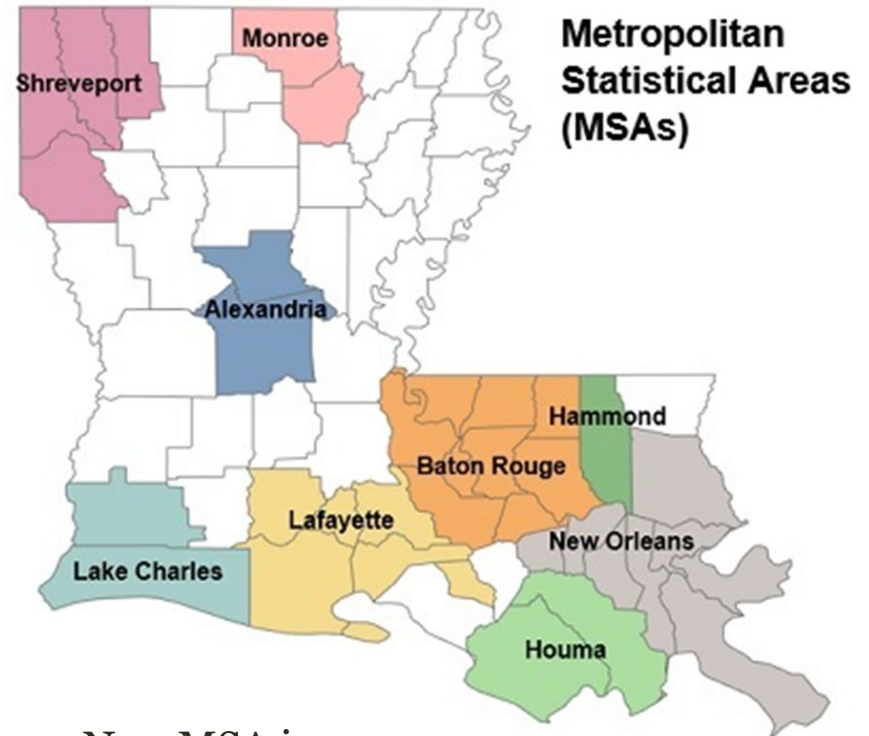 Metropolitan
Statistical Areas
(MSAs)
Monroe
Shreveport
Alexandria
Hammond
Baton Rouge
Lafayette
New Orleans
Lake Charles
Houma